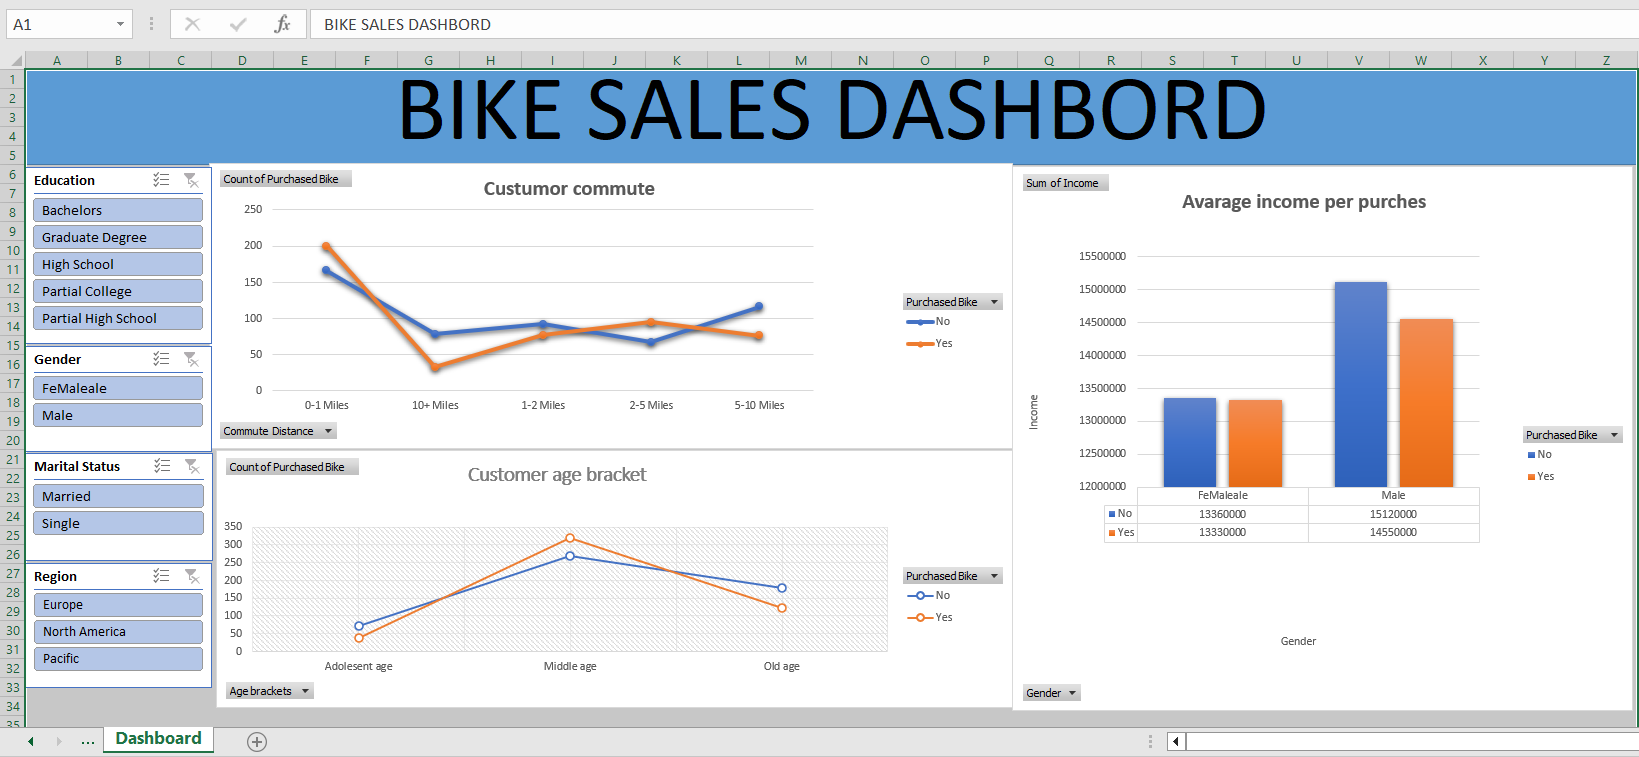 A1
fx
BIKE SALES DASHBORD
A B C D E F G H I J K L M N O P Q R S T U V W X Y Z
1
2
3
4
5
6
7
8
9
10
11
12
13
14
15
16
17
18
19
20
21
22
23
24
25
26
27
28
29
30
31
32
33
34
35
BIKE SALES DASHBORD
Education
Bachelors
Graduate Degree
High School
Partial College
Partial High School
Gender
FeMaleale
Male
Marital Status
Married
Single
Region
Europe
North America
Pacific
Count of Purchased Bike
Custumor commute
250
200
150
100
50
0
0-1 Miles 10+ Miles 1-2 Miles 2-5 Miles 5-10 Miles
Purchased Bike
No
Yes
Commute Distance
Count of Purchased Bike
Customer age bracket
350
300
250
200
150
100
50
0
Adolesent age Middle age Old age
Purchased Bike
No
Yes
Age brackets
Sum of Income
Avarage income per purches
15500000
15000000
14500000
14000000
13500000
13000000
12500000
12000000
Income
FeMaleale Male
No 13360000 15120000
Yes 13330000 14550000
Purchased Bike
No
Yes
Gender
Gender
... Dashboard